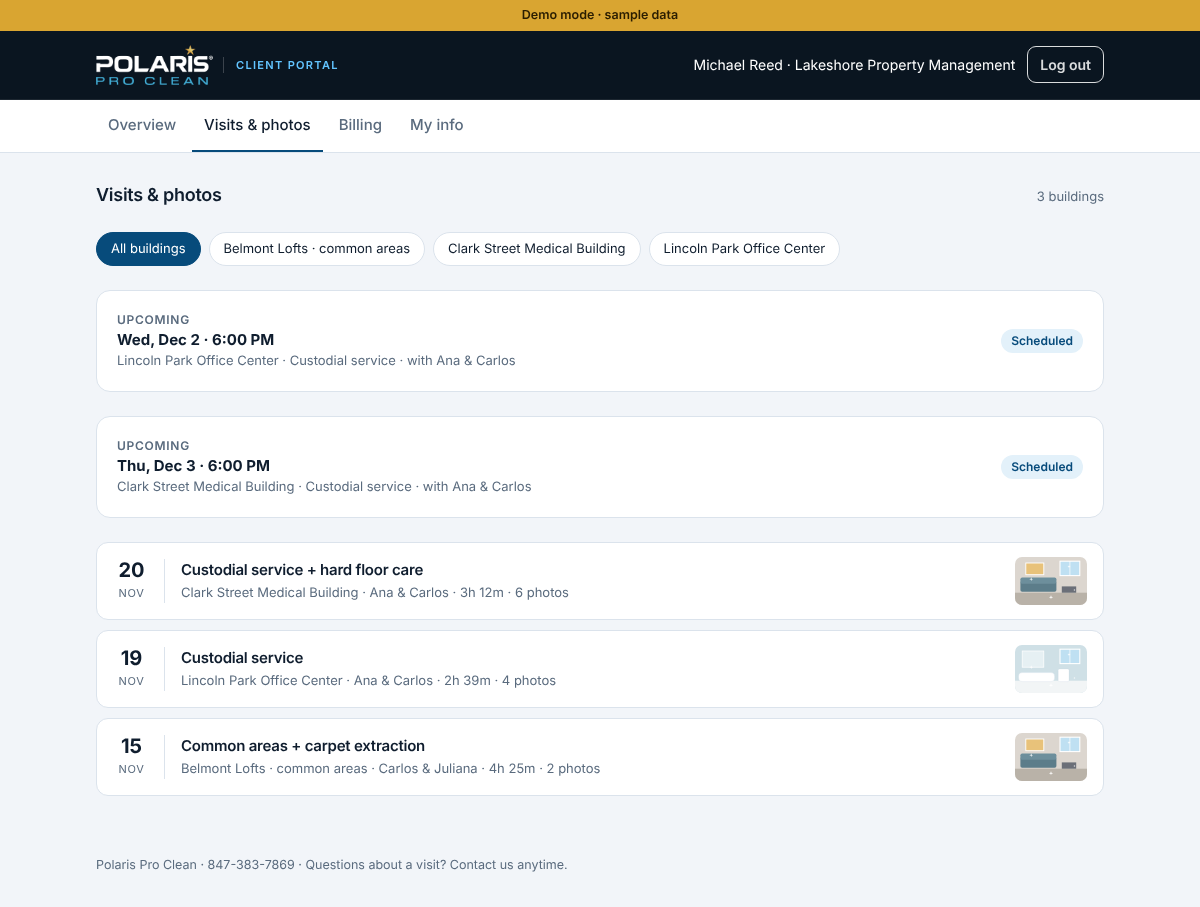 Demo mode · sample data
POLARIS®
PRO CLEAN
CLIENT PORTAL
Michael Reed · Lakeshore Property Management
Log out
Overview
Visits & photos
Billing
My info
Visits & photos
3 buildings
All buildings
Belmont Lofts · common areas
Clark Street Medical Building
Lincoln Park Office Center
UPCOMING
Wed, Dec 2 · 6:00 PM
Lincoln Park Office Center · Custodial service · with Ana & Carlos
Scheduled
UPCOMING
Thu, Dec 3 · 6:00 PM
Clark Street Medical Building · Custodial service · with Ana & Carlos
Scheduled
20
NOV
Custodial service + hard floor care
Clark Street Medical Building · Ana & Carlos · 3h 12m · 6 photos
19
NOV
Custodial service
Lincoln Park Office Center · Ana & Carlos · 2h 39m · 4 photos
15
NOV
Common areas + carpet extraction
Belmont Lofts · common areas · Carlos & Juliana · 4h 25m · 2 photos
Polaris Pro Clean · 847-383-7869 · Questions about a visit? Contact us anytime.